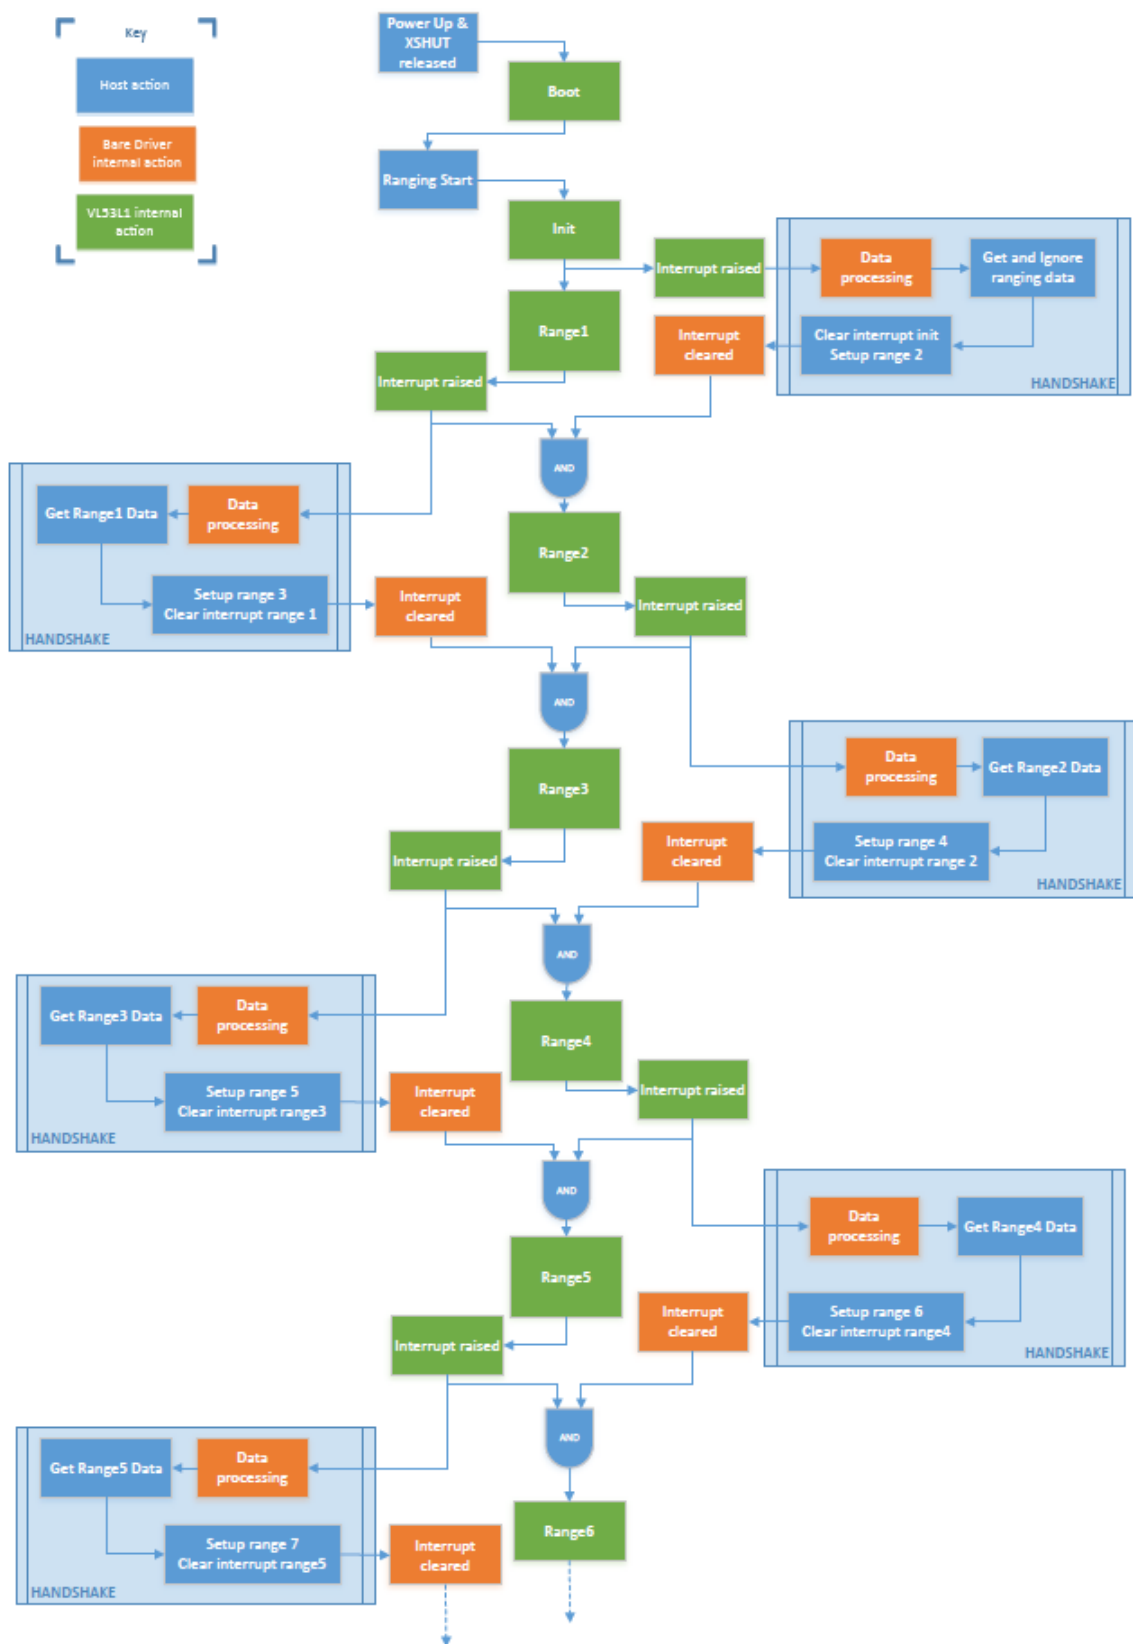 Key
Host action
Bare Driver
internal action
VL53L1 internal
action
Power Up &
XSHUT
released
Boot
Ranging Start
Init
Interrupt raised
Data
processing
Get and Ignore
ranging data
Range1
Interrupt
cleared
Clear interrupt init
Setup range 2
HANDSHAKE
Interrupt raised
AND
Get Range1 Data
Data
processing
Range2
Setup range 3
Clear interrupt range 1
HANDSHAKE
Interrupt
cleared
Interrupt raised
AND
Range3
Data
processing
Get Range2 Data
Interrupt raised
Interrupt
cleared
Setup range 4
Clear interrupt range 2
HANDSHAKE
AND
Get Range3 Data
Data
processing
Range4
Setup range 5
Clear interrupt range3
HANDSHAKE
Interrupt
cleared
Interrupt raised
AND
Data
processing
Get Range4 Data
Range5
Interrupt
cleared
Setup range 6
Clear interrupt range4
HANDSHAKE
Interrupt raised
AND
Get Range5 Data
Data
processing
Range6
Setup range 7
Clear interrupt range5
HANDSHAKE
Interrupt
cleared